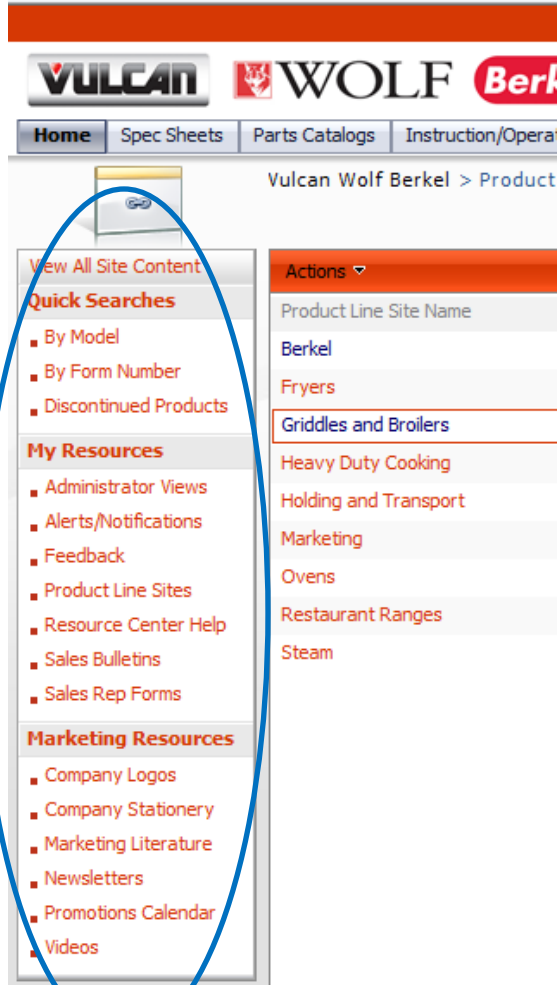 VULCAN WOLF Berk
Home Spec Sheets Parts Catalogs Instruction/Operat
Vulcan Wolf Berkel > Product
View All Site Content
Quick Searches
By Model
By Form Number
Discontinued Products
My Resources
Administrator Views
Alerts/Notifications
Feedback
Product Line Sites
Resource Center Help
Sales Bulletins
Sales Rep Forms
Marketing Resources
Company Logos
Company Stationery
Marketing Literature
Newsletters
Promotions Calendar
Videos
Actions
Product Line Site Name
Berkel
Fryers
Griddles and Broilers
Heavy Duty Cooking
Holding and Transport
Marketing
Ovens
Restaurant Ranges
Steam